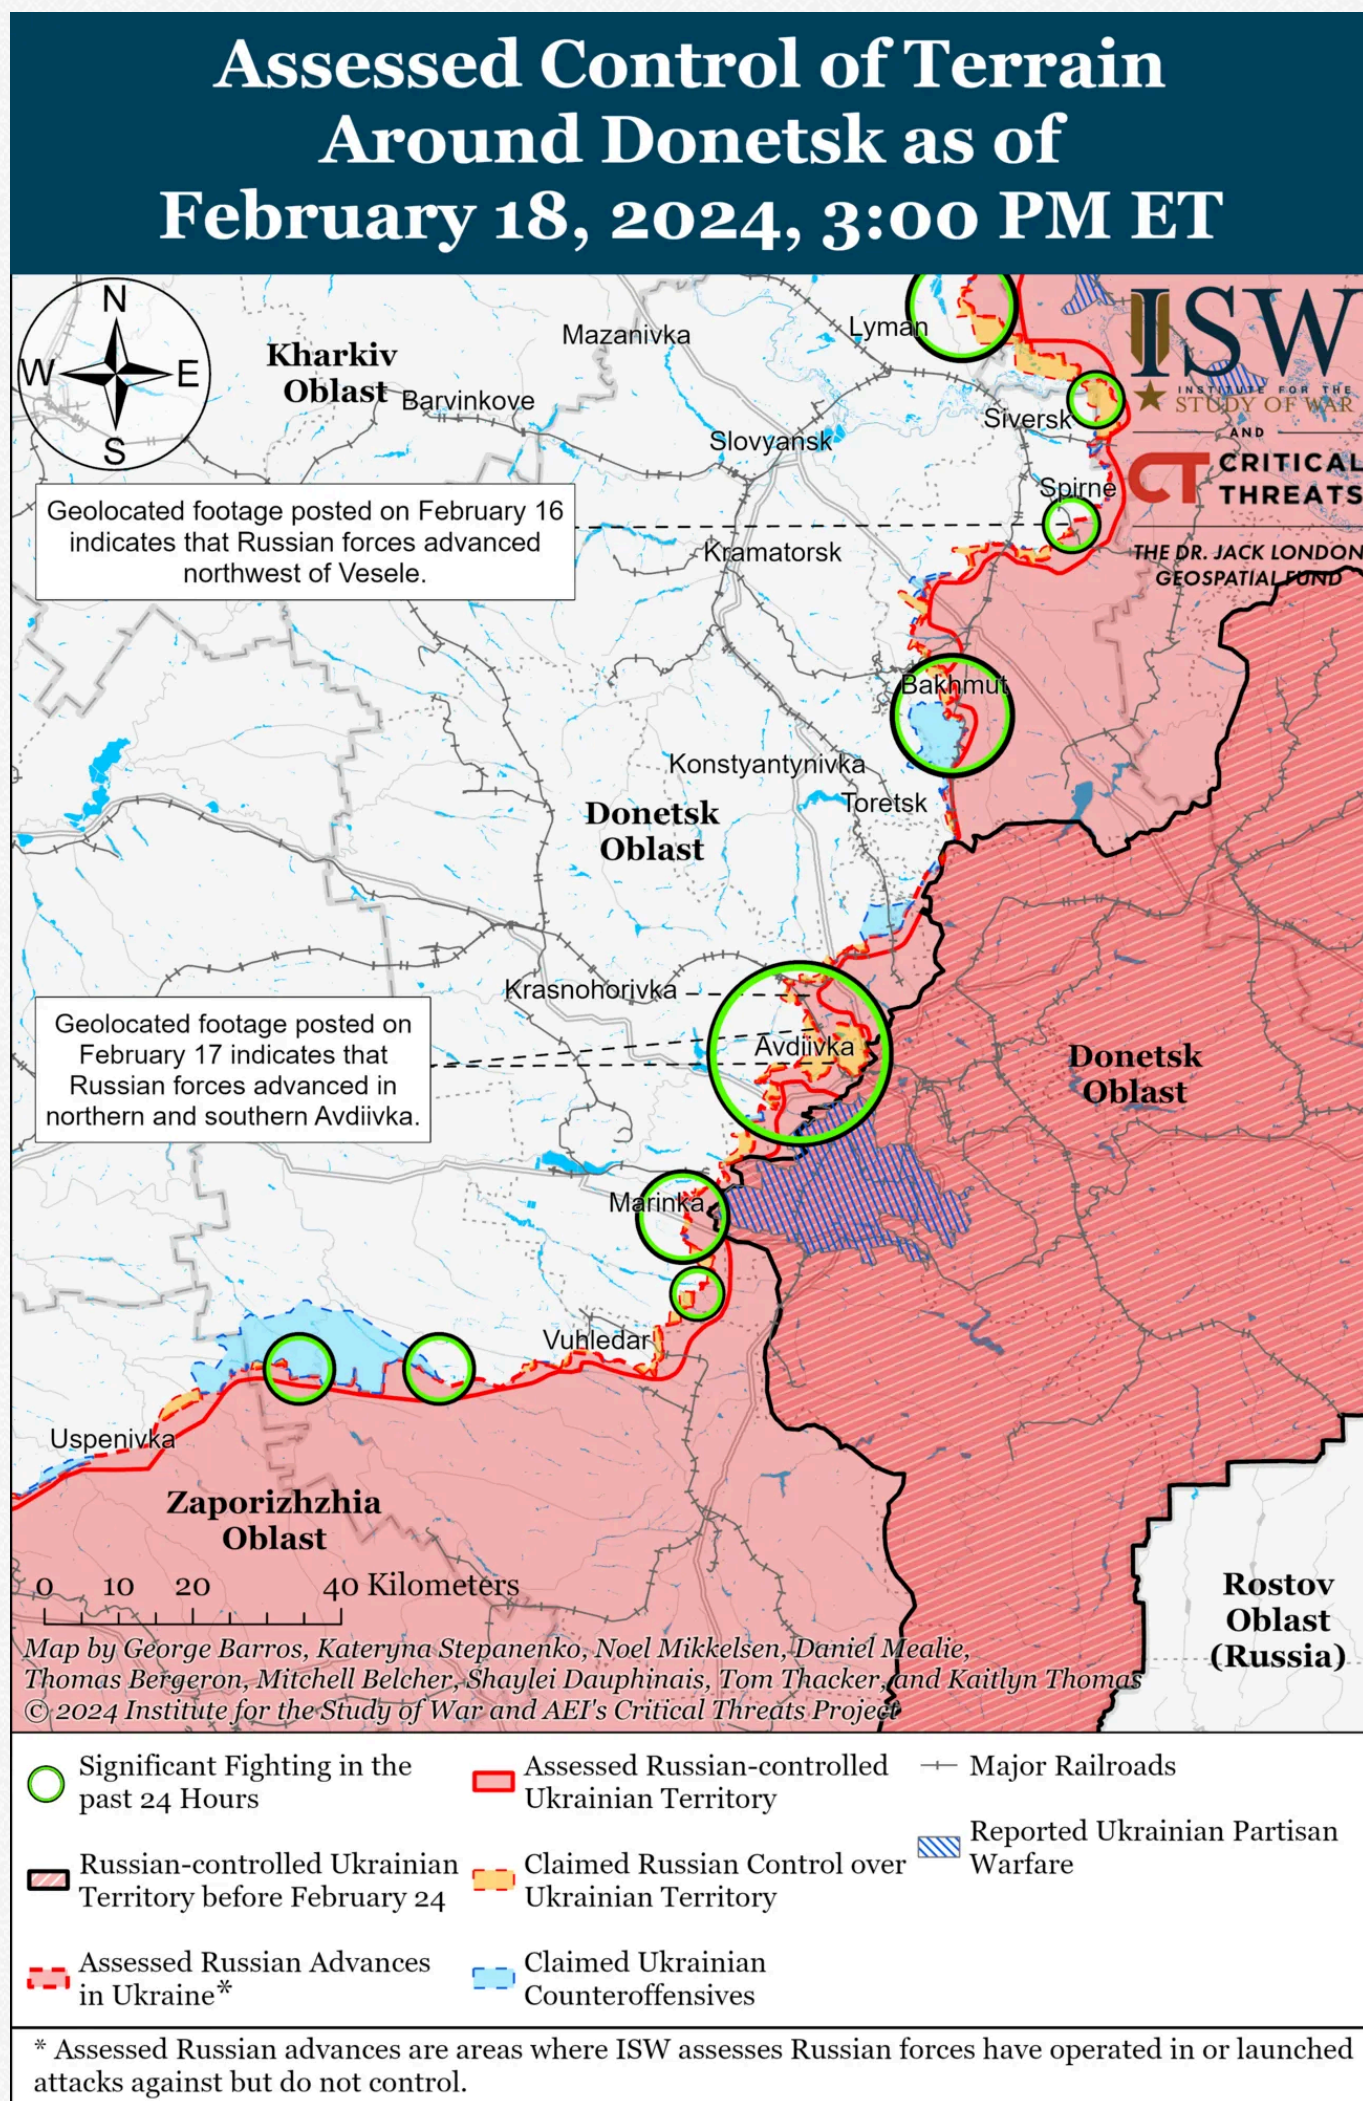 Assessed Control of Terrain
Around Donetsk as of
February 18, 2024, 3:00 PM ET
N
W
E
S
Kharkiv
Oblast
Mazanivka
Lyman
ISW
INSTITUTE FOR THE
STUDY OF WAR
AND
CT CRITICAL
THREATS
THE DR. JACK LONDON
GEOSPATIAL FUND
Barvinkove
Siversk
Slovyansk
Spirne
Geolocated footage posted on February 16
indicates that Russian forces advanced
northwest of Vesele.
Kramatorsk
Bakhmut
Konstyantynivka
Toretsk
Donetsk
Oblast
Krasnohorivka
Geolocated footage posted on
February 17 indicates that
Russian forces advanced in
northern and southern Avdiivka.
Avdiivka
Donetsk
Oblast
Marinka
Vuhledar
Uspenivka
Zaporizhzhia
Oblast
Rostov
Oblast
(Russia)
0 10 20 40 Kilometers
Map by George Barros, Kateryna Stepanenko, Noel Mikkelsen, Daniel Mealie,
Thomas Bergeron, Mitchell Belcher, Shaylei Dauphinais, Tom Thacker, and Kaitlyn Thomas
© 2024 Institute for the Study of War and AEI's Critical Threats Project
Significant Fighting in the
past 24 Hours
Russian-controlled Ukrainian
Territory before February 24
Assessed Russian Advances
in Ukraine*
Assessed Russian-controlled
Ukrainian Territory
Claimed Russian Control over
Ukrainian Territory
Claimed Ukrainian
Counteroffensives
Major Railroads
Reported Ukrainian Partisan
Warfare
* Assessed Russian advances are areas where ISW assesses Russian forces have operated in or launched
attacks against but do not control.